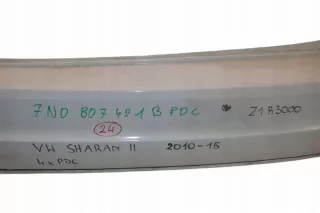 7N0 807 421 B PDC Z1A3000
24
VW SHARAN II 2010-15
4x PDC